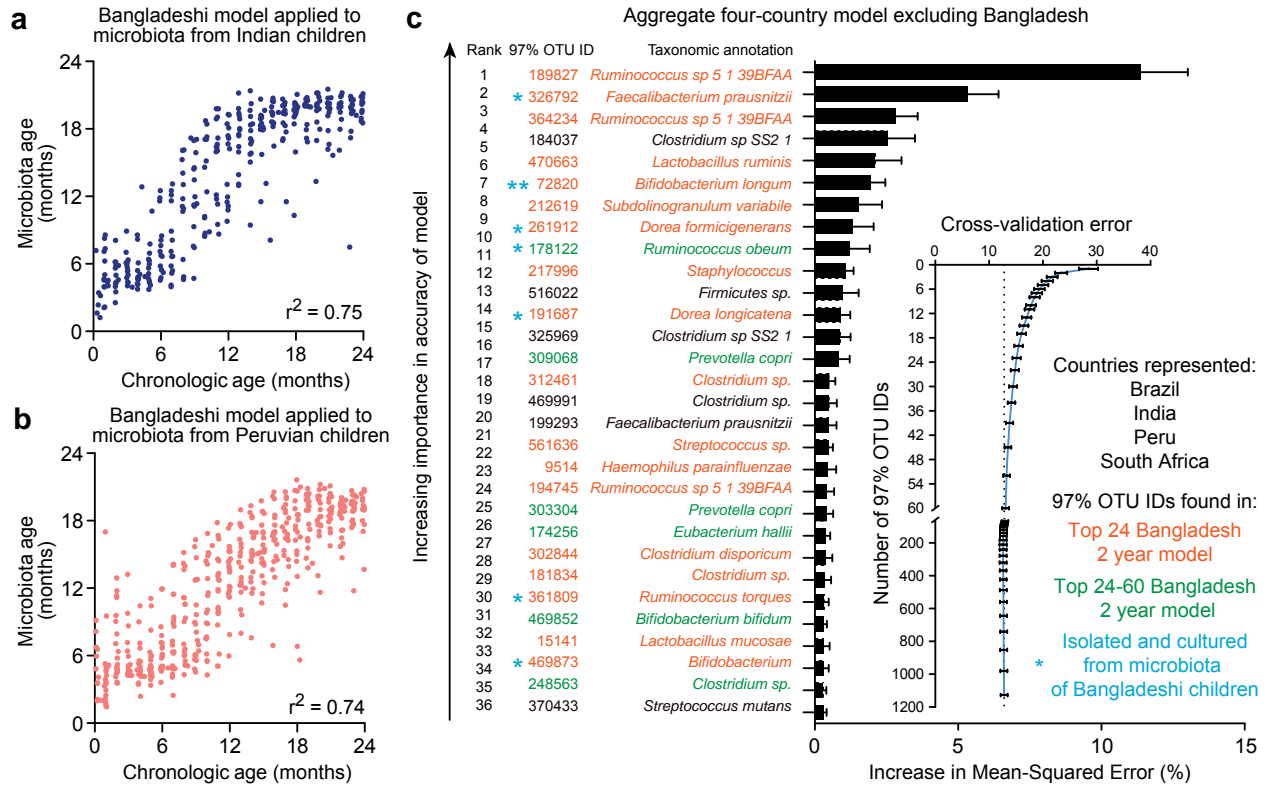 a
Bangladeshi model applied to
microbiota from Indian children
Microbiota age
(months)
24
18
12
6
0
r² = 0.75
0 6 12 18 24
Chronologic age (months)
b
Bangladeshi model applied to
microbiota from Peruvian children
Microbiota age
(months)
24
18
12
6
0
r² = 0.74
0 6 12 18 24
Chronologic age (months)
c
Aggregate four-country model excluding Bangladesh
Increasing importance in accuracy of model
Rank
1
2
3
4
5
6
7
8
9
10
11
12
13
14
15
16
17
18
19
20
21
22
23
24
25
26
27
28
29
30
31
32
33
34
35
36
97% OTU ID Taxonomic annotation
189827 Ruminococcus sp 5 1 39BFAA
* 326792 Faecalibacterium prausnitzii
364234 Ruminococcus sp 5 1 39BFAA
184037 Clostridium sp SS2 1
470663 Lactobacillus ruminis
** 72820 Bifidobacterium longum
212619 Subdolinogranulum variabile
* 261912 Dorea formicigenerans
* 178122 Ruminococcus obeum
217996 Staphylococcus
516022 Firmicutes sp.
* 191687 Dorea longicatena
325969 Clostridium sp SS2 1
309068 Prevotella copri
312461 Clostridium sp.
469991 Clostridium sp.
199293 Faecalibacterium prausnitzii
561636 Streptococcus sp.
9514 Haemophilus parainfluenzae
194745 Ruminococcus sp 5 1 39BFAA
303304 Prevotella copri
174256 Eubacterium hallii
302844 Clostridium disporicum
181834 Clostridium sp.
* 361809 Ruminococcus torques
469852 Bifidobacterium bifidum
15141 Lactobacillus mucosae
* 469873 Bifidobacterium
248563 Clostridium sp.
370433 Streptococcus mutans
0 5 10 15
Increase in Mean-Squared Error (%)
Cross-validation error
0 10 20 30 40
Number of 97% OTU IDs
0
6
12
18
24
30
36
42
48
54
60
200
400
600
800
1000
1200
Countries represented:
Brazil
India
Peru
South Africa
97% OTU IDs found in:
Top 24 Bangladesh
2 year model
Top 24-60 Bangladesh
2 year model
Isolated and cultured
* from microbiota
of Bangladeshi children